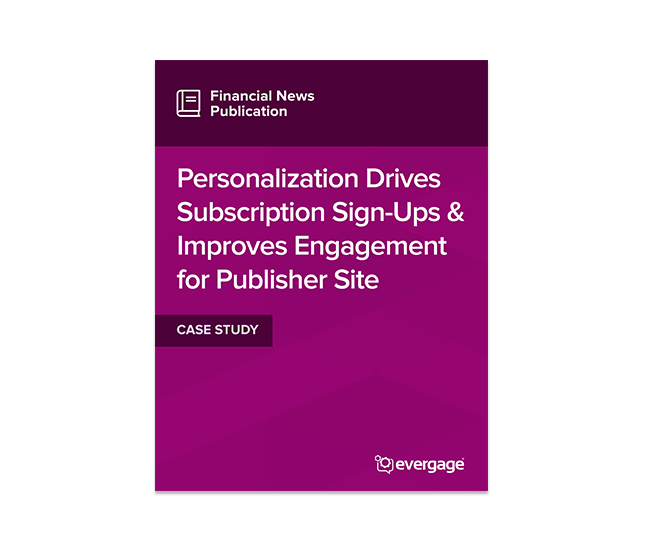 Financial News
Publication
Personalization Drives
Subscription Sign-Ups &
Improves Engagement
for Publisher Site
CASE STUDY
evergage